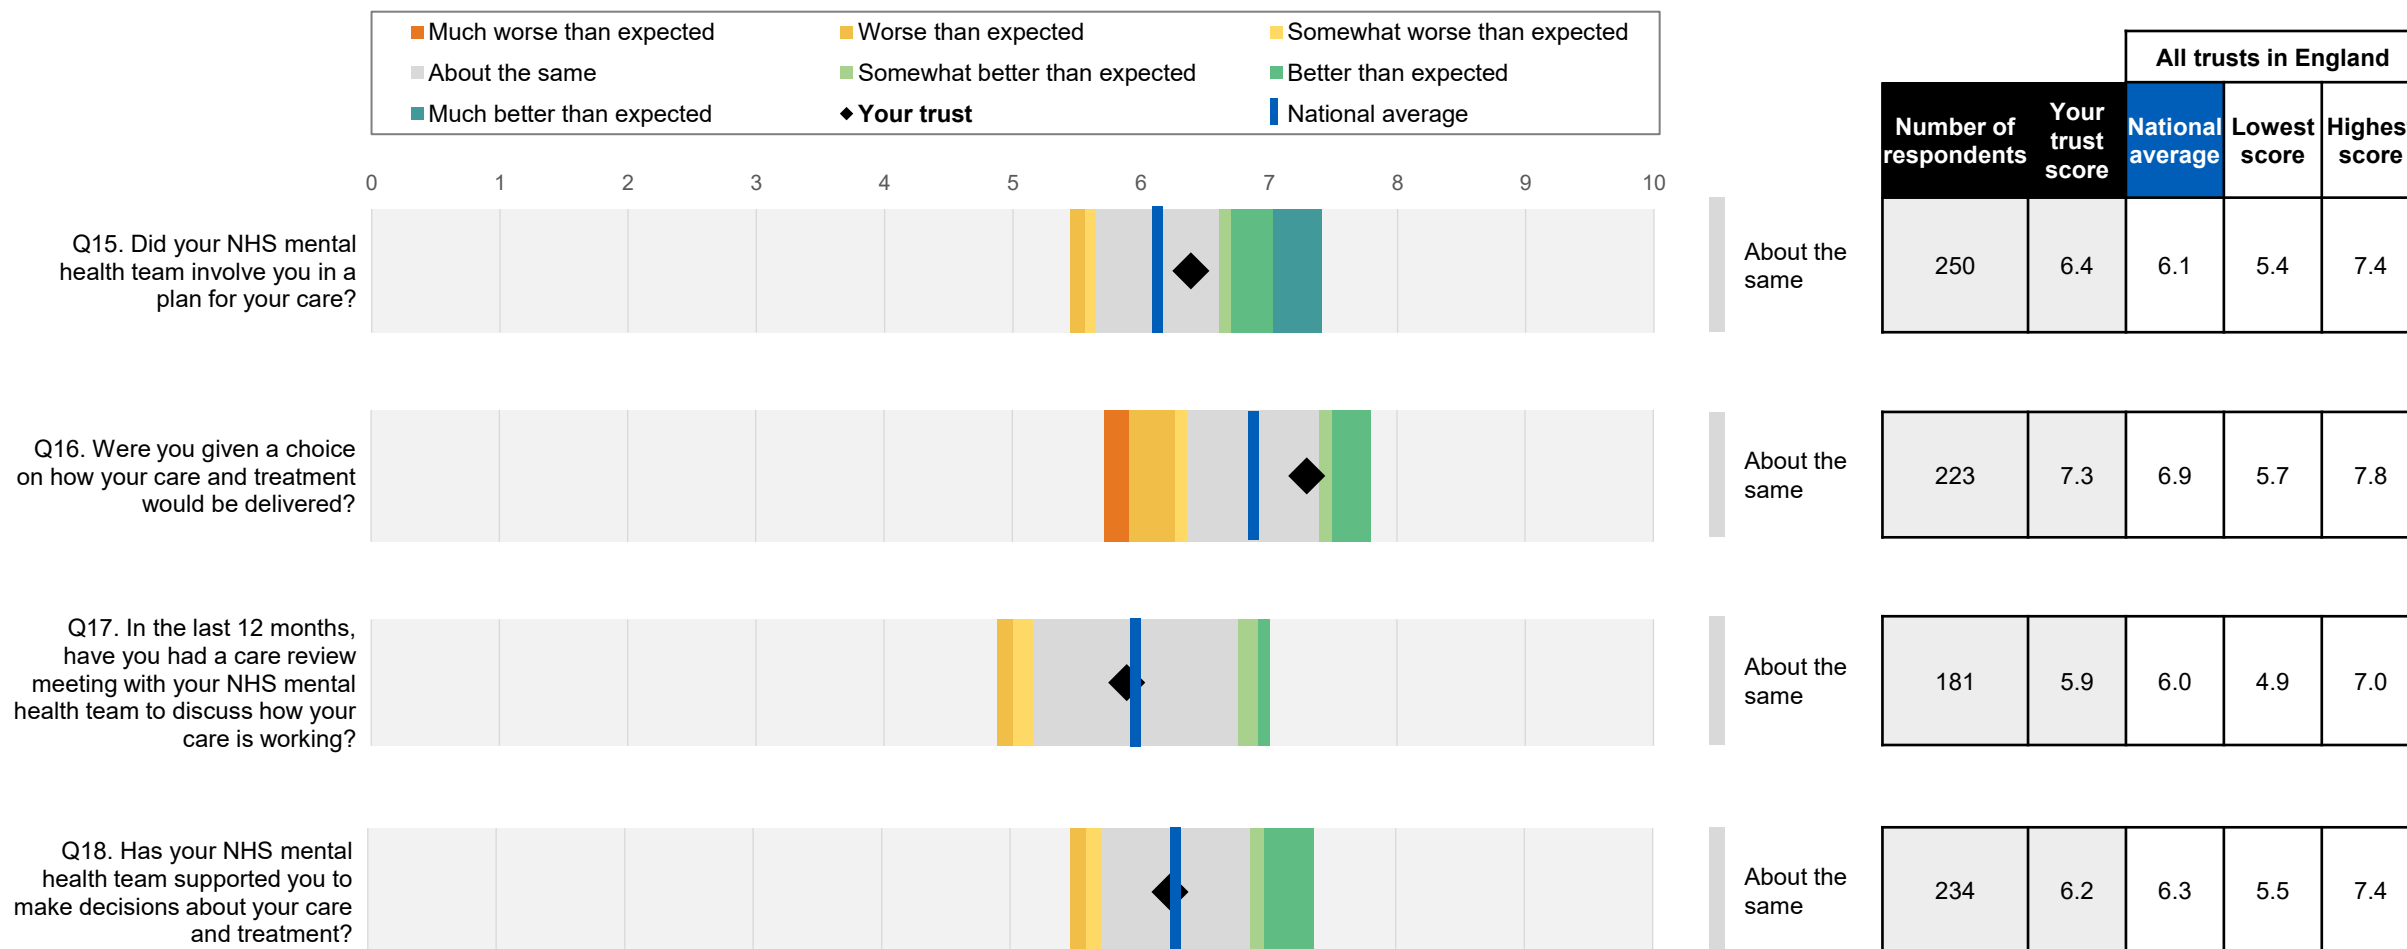 Much worse than expected
Worse than expected
Somewhat worse than expected
About the same
Somewhat better than expected
Better than expected
Much better than expected
Your trust
National average
All trusts in England
Number of
respondents
Your
trust
score
National
average
Lowest
score
Highes
score
0 1 2 3 4 5 6 7 8 9 10
Q15. Did your NHS mental
health team involve you in a
plan for your care?
About the
same
250 6.4 6.1 5.4 7.4
Q16. Were you given a choice
on how your care and treatment
would be delivered?
About the
same
223 7.3 6.9 5.7 7.8
Q17. In the last 12 months,
have you had a care review
meeting with your NHS mental
health team to discuss how your
care is working?
About the
same
181 5.9 6.0 4.9 7.0
Q18. Has your NHS mental
health team supported you to
make decisions about your care
and treatment?
About the
same
234 6.2 6.3 5.5 7.4